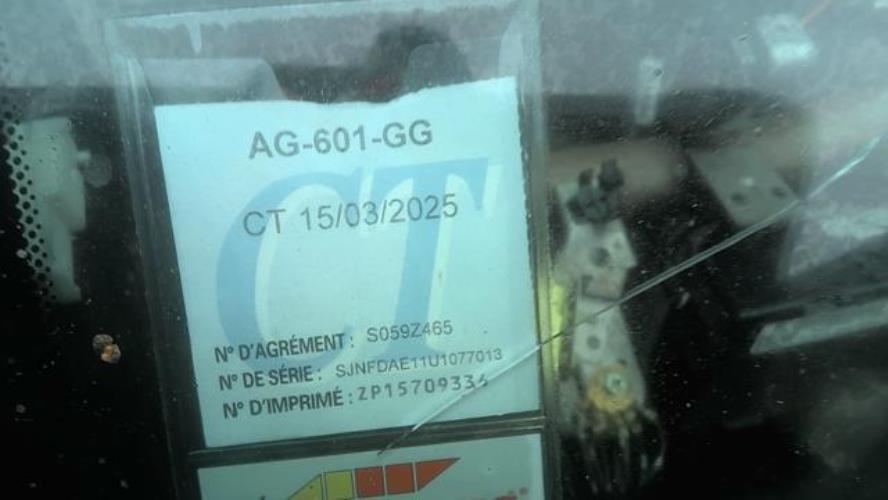 AG-601-GG
CT 15/03/2025
CT
N° D'AGRÉMENT : S059Z465
N° DE SÉRIE : SJNFDAE11U1077013
N° D'IMPRIMÉ : ZP15709334